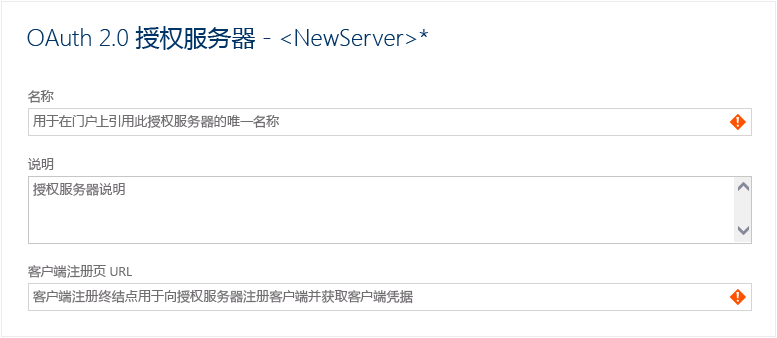 OAuth 2.0 授权服务器 - <NewServer>*
名称
用于在门户上引用此授权服务器的唯一名称
说明
授权服务器说明
客户端注册页 URL
客户端注册终结点用于向授权服务器注册客户端并获取客户端凭据